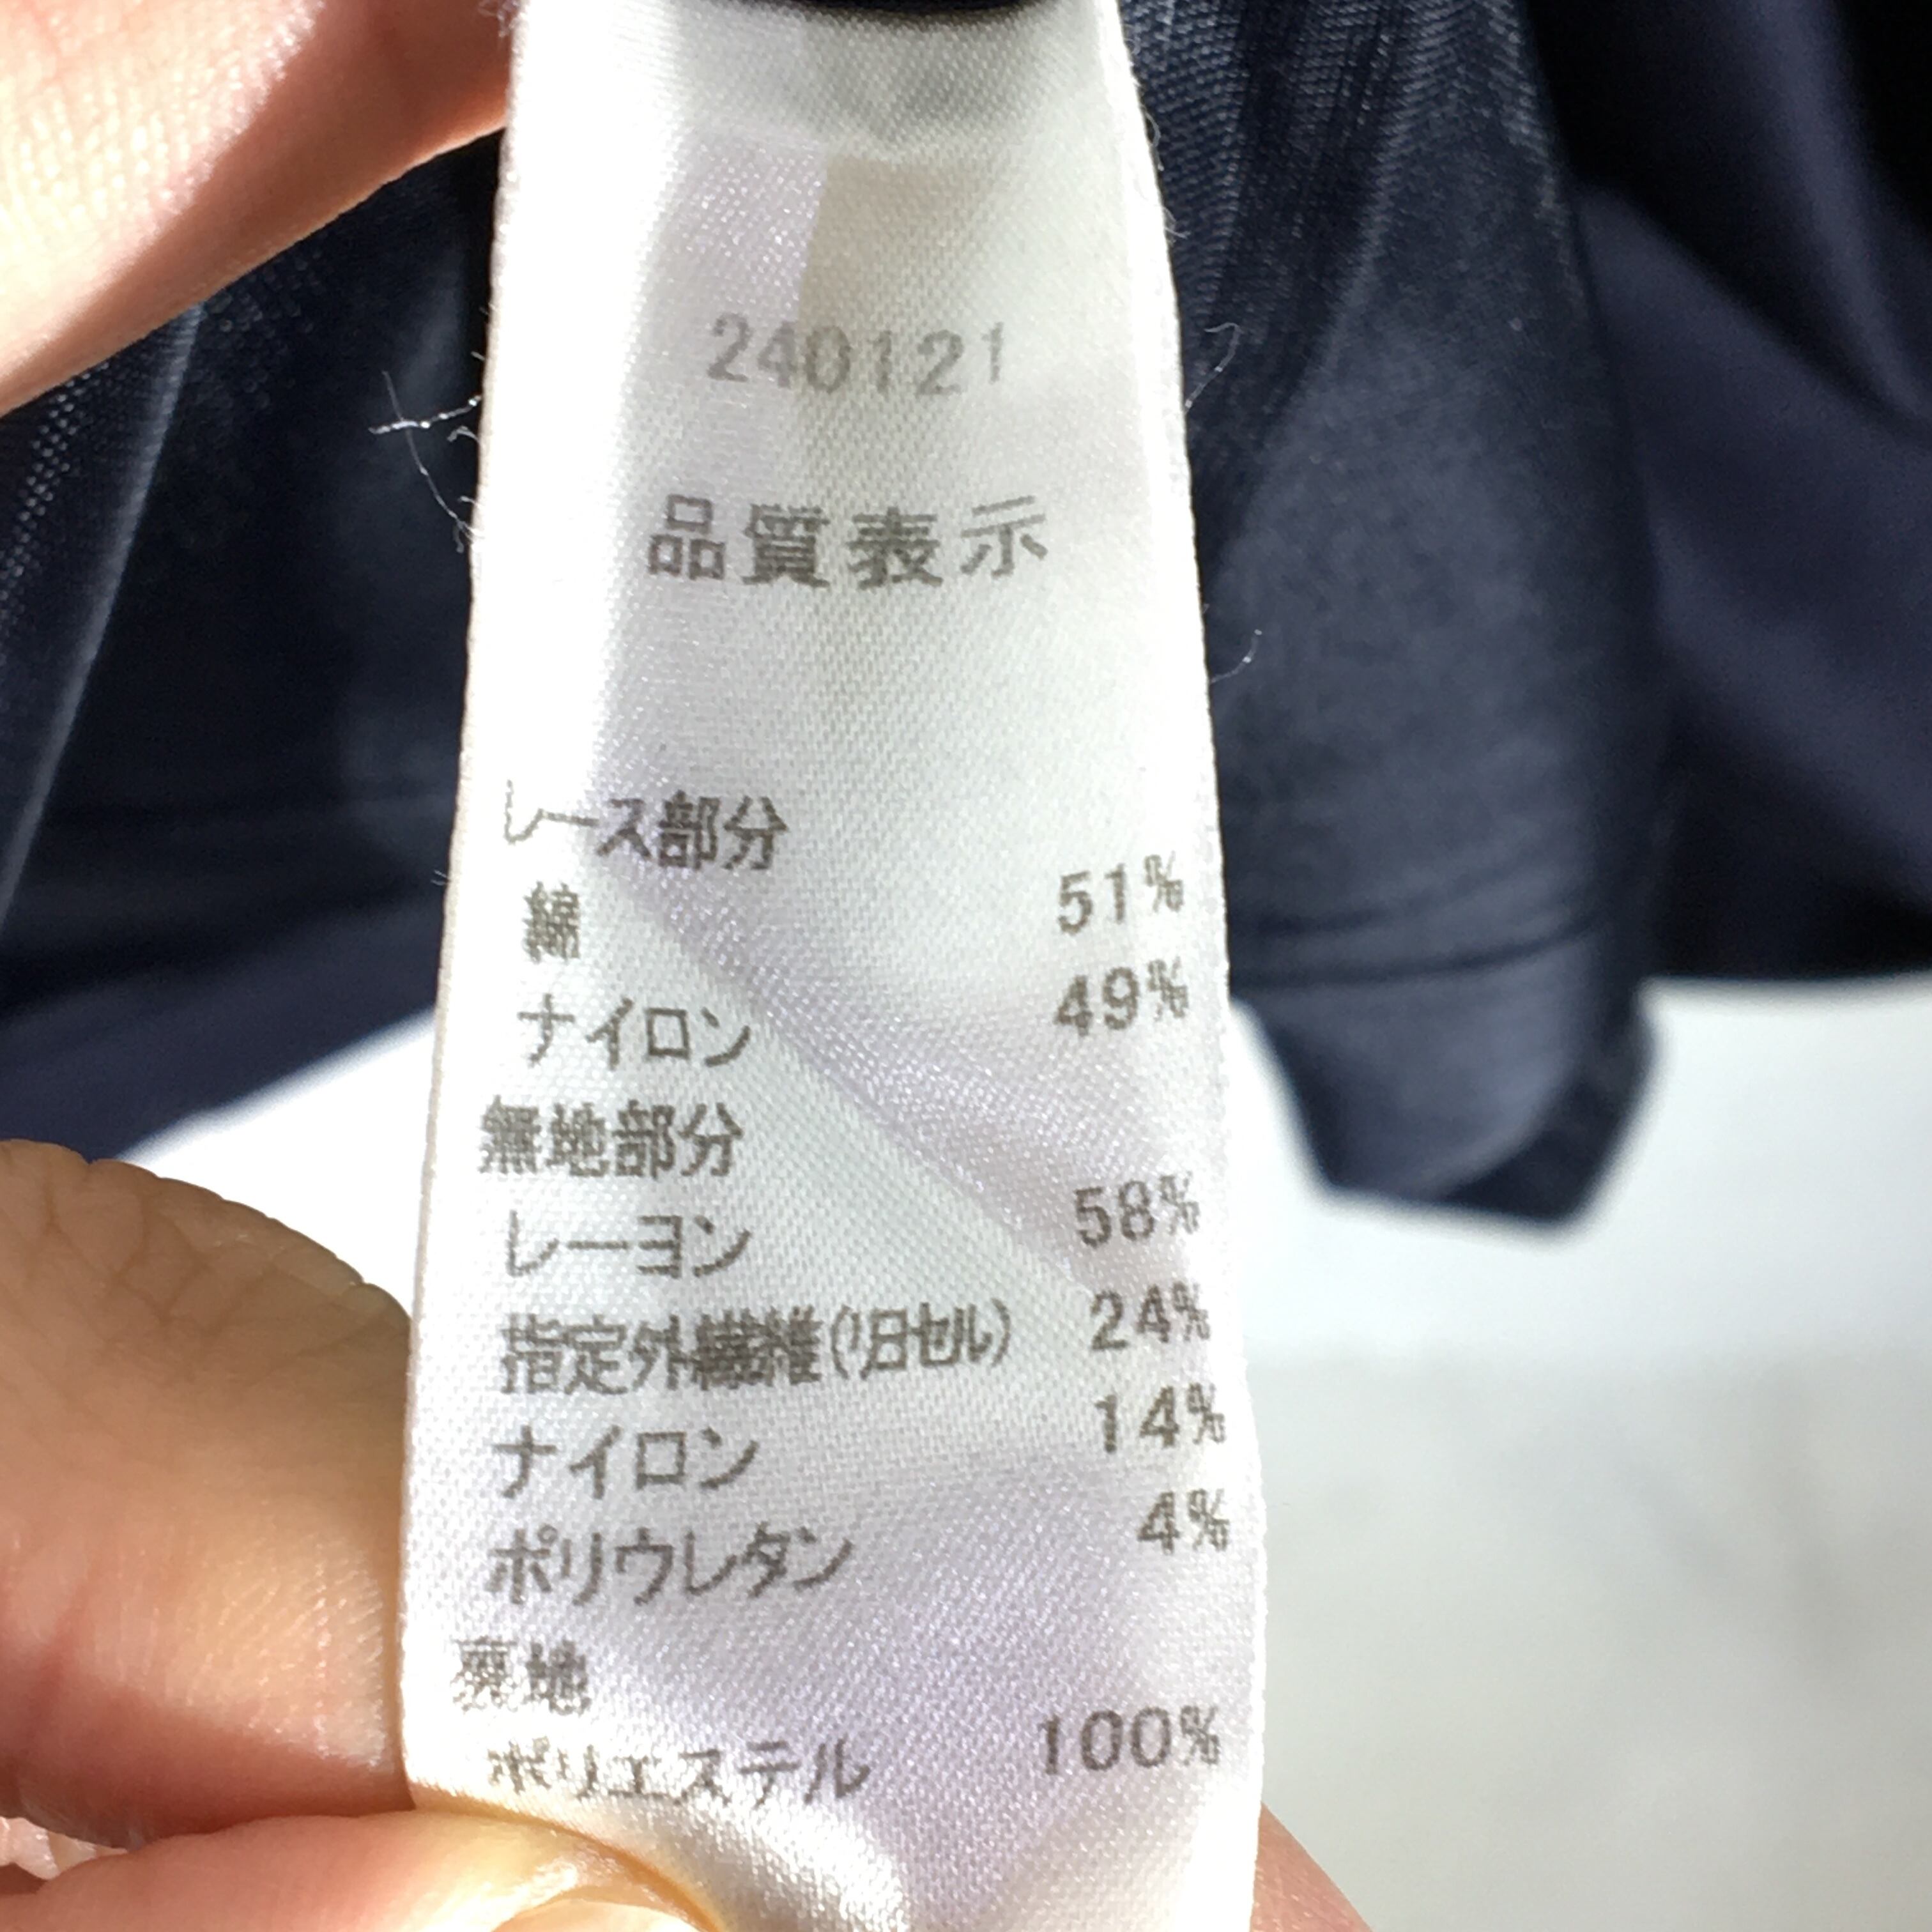 240121
品質表示
レース部分
綿 51%
ナイロン 49%
無地部分
レーヨン 58%
指定外繊維(リヨセル) 24%
ナイロン 14%
ポリウレタン 4%
裏地
ポリエステル 100%